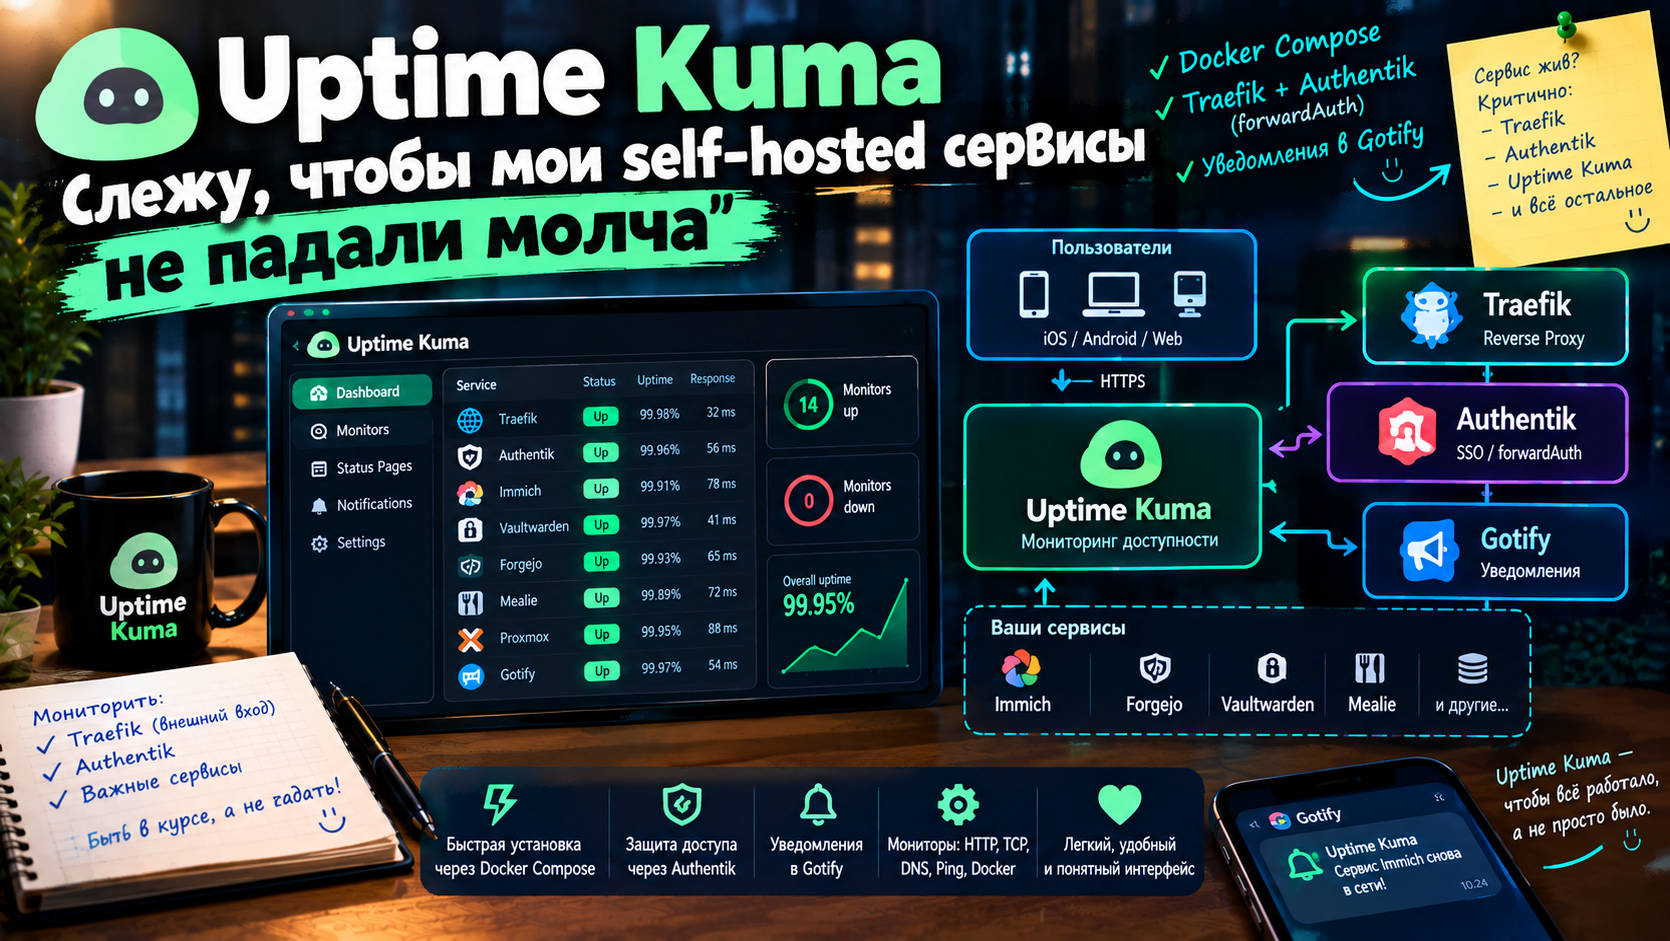 Uptime Kuma
Слежу, чтобы мои self-hosted сервисы
не падали молча”
✓ Docker Compose
✓ Traefik + Authentik
(forwardAuth)
✓ Уведомления в Gotify
Сервис жив?
Критично:
– Traefik
– Authentik
– Uptime Kuma
– и всё остальное
Uptime Kuma
Dashboard
Monitors
Status Pages
Notifications
Settings
Service Status Uptime Response
Traefik Up 99.98% 32 ms
Authentik Up 99.96% 56 ms
Immich Up 99.91% 78 ms
Vaultwarden Up 99.97% 41 ms
Forgejo Up 99.93% 65 ms
Mealie Up 99.89% 72 ms
Proxmox Up 99.95% 88 ms
Gotify Up 99.97% 54 ms
14 Monitors
up
0 Monitors
down
Overall uptime
99.95%
Пользователи
iOS / Android / Web
HTTPS
Uptime Kuma
Мониторинг доступности
Traefik
Reverse Proxy
Authentik
SSO / forwardAuth
Gotify
Уведомления
Ваши сервисы
Immich
Forgejo
Vaultwarden
Mealie
и другие...
Uptime
Kuma
Мониторить:
✓ Traefik (внешний вход)
✓ Authentik
✓ Важные сервисы
Быть в курсе, а не гадать!
Быстрая установка
через Docker Compose
Защита доступа
через Authentik
Уведомления
в Gotify
Мониторы: HTTP, TCP,
DNS, Ping, Docker
Легкий, удобный
и понятный интерфейс
Gotify
Uptime Kuma
Сервис Immich снова
в сети!
10.24
Uptime Kuma —
чтобы всё работало,
а не просто было.